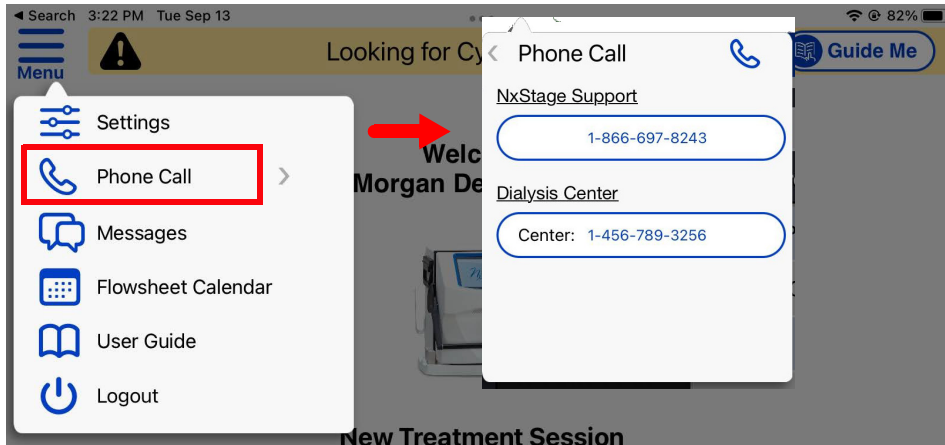 Search 3:22 PM Tue Sep 13
82%
Menu
Looking for Cy
Guide Me
Settings
Phone Call
Messages
Flowsheet Calendar
User Guide
Logout
Welc
Morgan De
New Treatment Session
Phone Call
NxStage Support
1-866-697-8243
Dialysis Center
Center: 1-456-789-3256